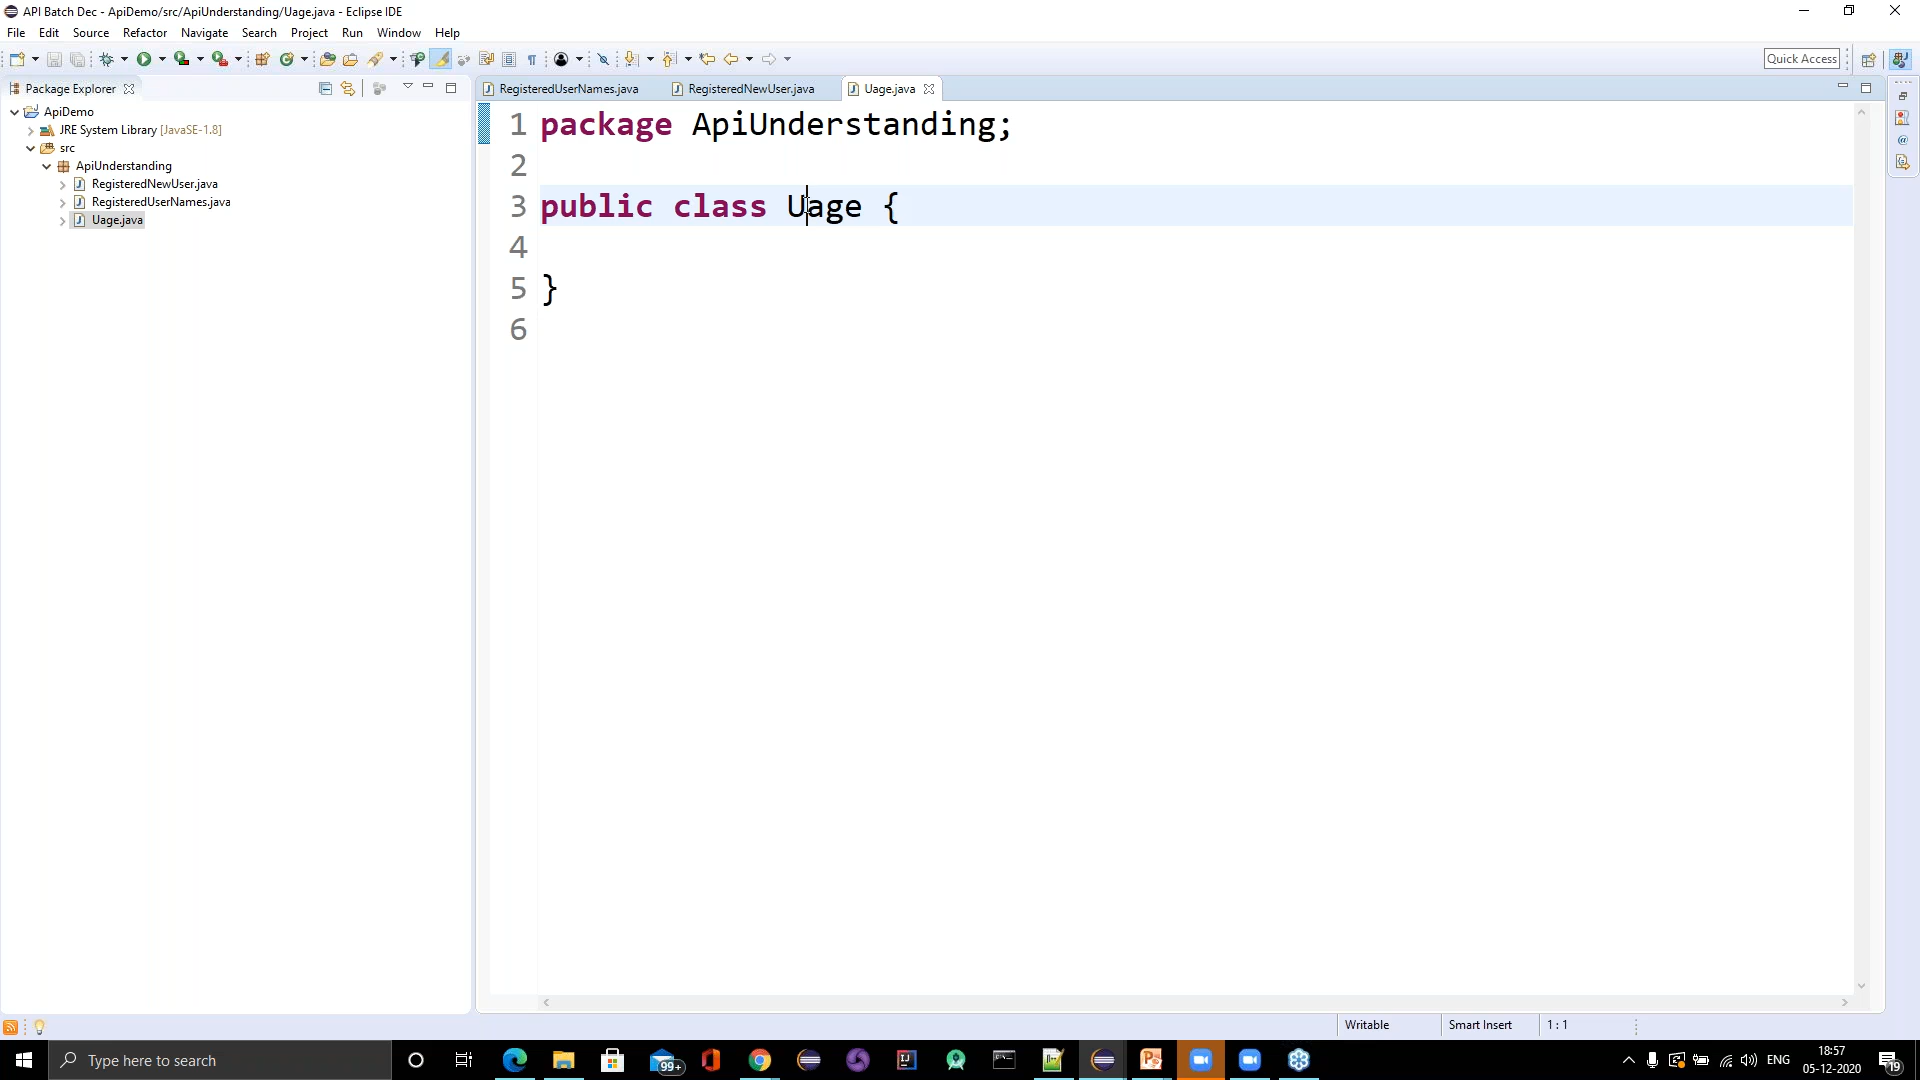 API Batch Dec - ApiDemo/src/ApiUnderstanding/Uage.java - Eclipse IDE
File Edit Source Refactor Navigate Search Project Run Window Help
Quick Access
Package Explorer
RegisteredUserNames.java RegisteredNewUser.java Uage.java
ApiDemo
JRE System Library [JavaSE-1.8]
src
ApiUnderstanding
RegisteredNewUser.java
RegisteredUserNames.java
Uage.java
1 package ApiUnderstanding;
2
3 public class Uage {
4
5 }
6
Writable Smart Insert 1 : 1
Type here to search
99+
ENG
18:57
05-12-2020
19